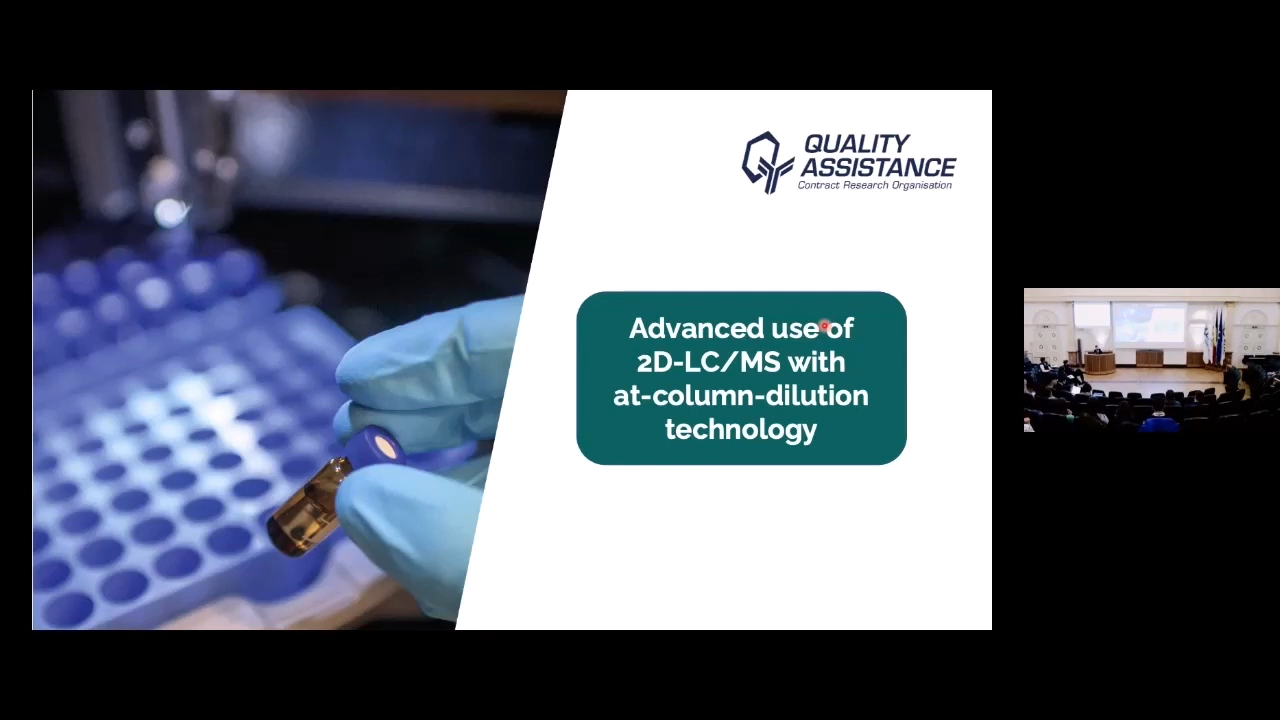 QUALITY
ASSISTANCE
Contract Research Organisation
Advanced use of
2D-LC/MS with
at-column-dilution
technology